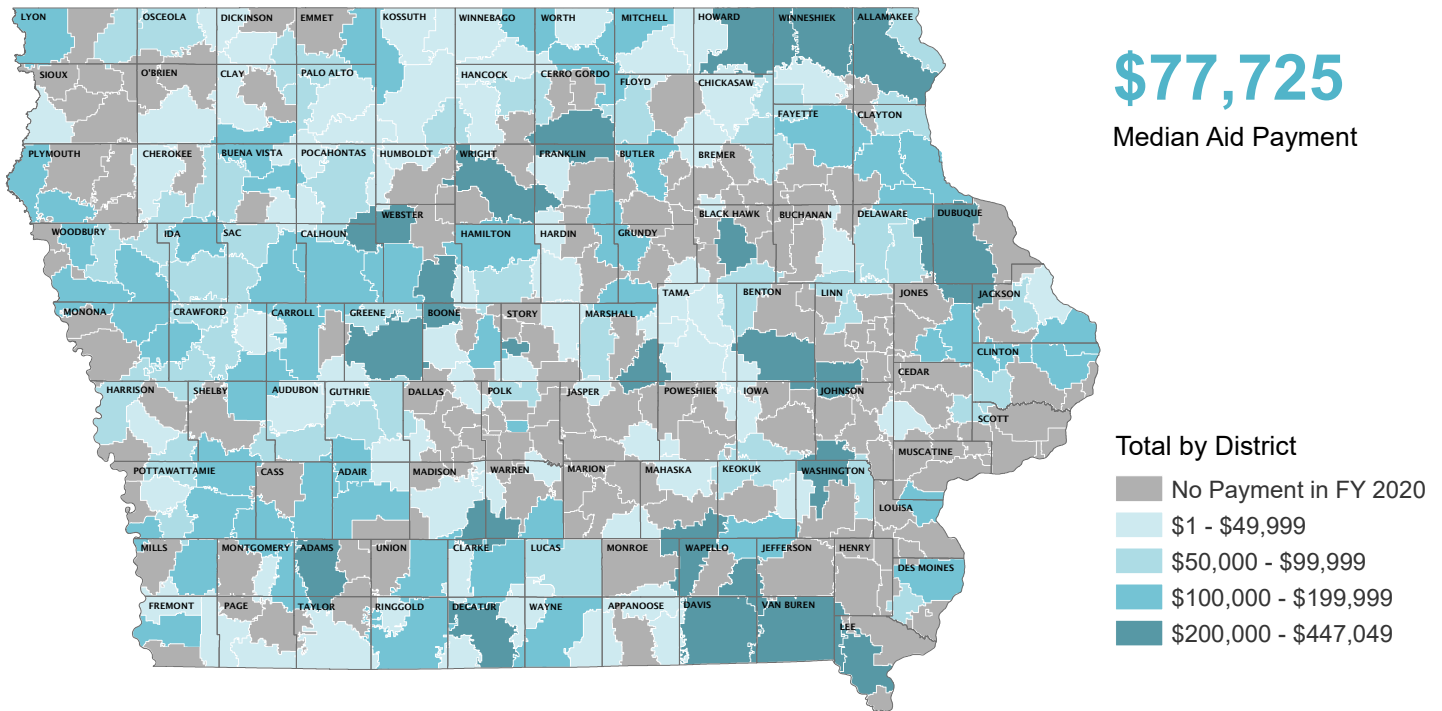 LYON
OSCEOLA
DICKINSON
EMMET
KOSSUTH
WINNEBAGO
WORTH
MITCHELL
HOWARD
WINNESHIEK
ALLAMAKEE
SIOUX
O'BRIEN
CLAY
PALO ALTO
HANCOCK
CERRO GORDO
FLOYD
CHICKASAW
FAYETTE
CLAYTON
PLYMOUTH
CHEROKEE
BUENA VISTA
POCAHONTAS
HUMBOLDT
WRIGHT
FRANKLIN
BUTLER
BREMER
WEBSTER
BLACK HAWK
BUCHANAN
DELAWARE
DUBUQUE
WOODBURY
IDA
SAC
CALHOUN
HAMILTON
HARDIN
GRUNDY
TAMA
BENTON
LINN
JONES
JACKSON
MONONA
CRAWFORD
CARROLL
GREENE
BOONE
STORY
MARSHALL
CLINTON
CEDAR
HARRISON
SHELBY
AUDUBON
GUTHRIE
DALLAS
POLK
JASPER
POWESHIEK
IOWA
JOHNSON
SCOTT
MUSCATINE
POTTAWATTAMIE
CASS
ADAIR
MADISON
WARREN
MARION
MAHASKA
KEOKUK
WASHINGTON
LOUISA
MILLS
MONTGOMERY
ADAMS
UNION
CLARKE
LUCAS
MONROE
WAPELLO
JEFFERSON
HENRY
DES MOINES
FREMONT
PAGE
TAYLOR
RINGGOLD
DECATUR
WAYNE
APPANOOSE
DAVIS
VAN BUREN
LEE
$77,725
Median Aid Payment
Total by District
No Payment in FY 2020
$1 - $49,999
$50,000 - $99,999
$100,000 - $199,999
$200,000 - $447,049